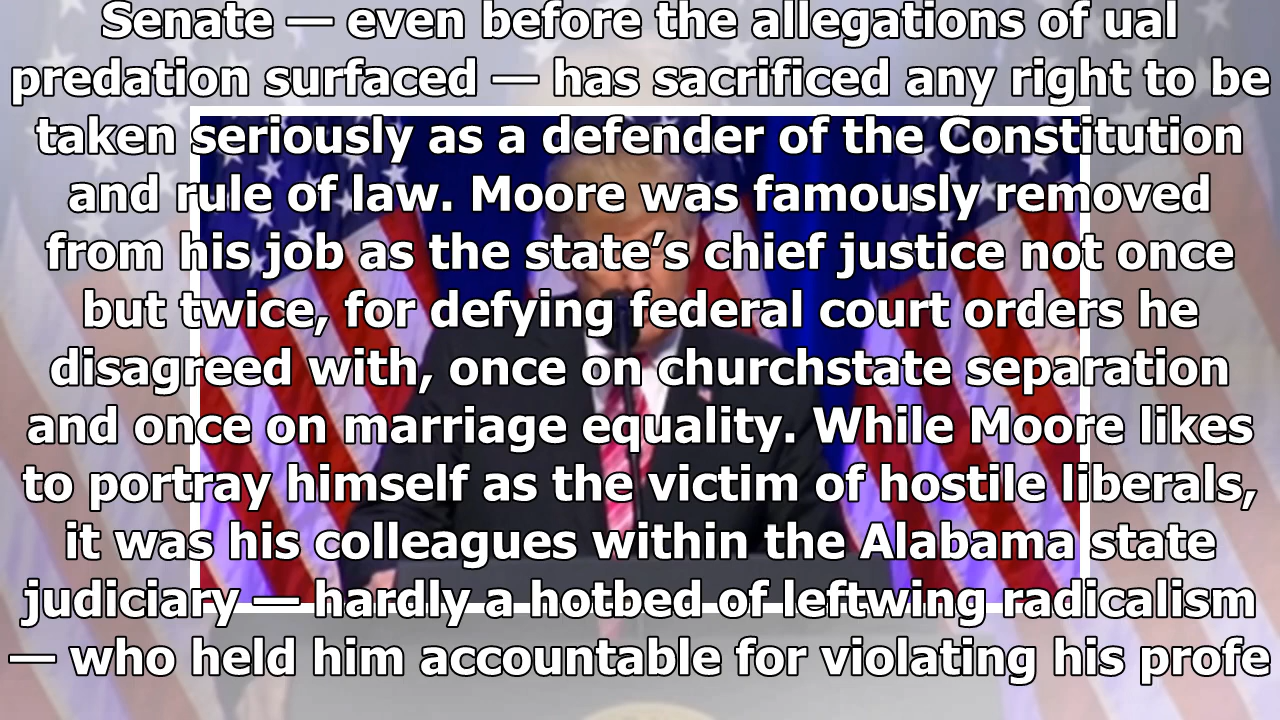 Senate — even before the allegations of ual
predation surfaced — has sacrificed any right to be
taken seriously as a defender of the Constitution
and rule of law. Moore was famously removed
from his job as the state’s chief justice not once
but twice, for defying federal court orders he
disagreed with, once on churchstate separation
and once on marriage equality. While Moore likes
to portray himself as the victim of hostile liberals,
it was his colleagues within the Alabama state
judiciary — hardly a hotbed of leftwing radicalism
— who held him accountable for violating his profe